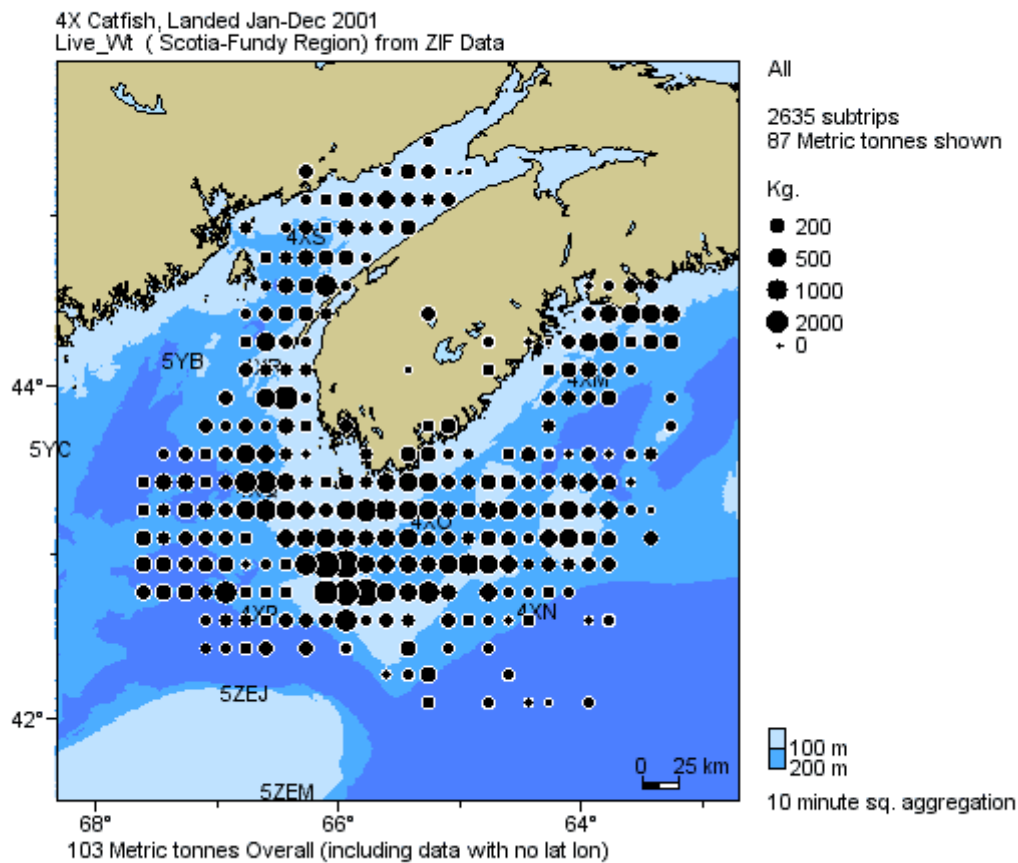 4X Catfish, Landed Jan-Dec 2001
Live_Wt ( Scotia-Fundy Region) from ZIF Data
All
2635 subtrips
87 Metric tonnes shown
Kg.
200
500
1000
2000
0
4XS
5YB
4XR
44°
4XM
5YC
4XQ
4XO
4XP
4XN
5ZEJ
42°
0 25 km
100 m
200 m
5ZEM
10 minute sq. aggregation
68° 66° 64°
103 Metric tonnes Overall (including data with no lat lon)